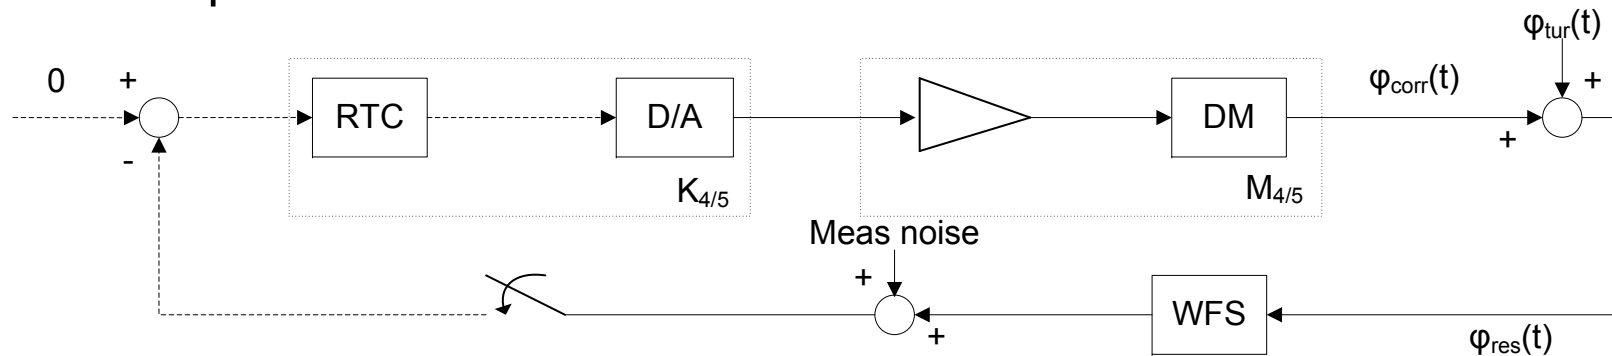 φtur(t)
0 + φcorr(t) +
RTC D/A DM
- +
K4/5 M4/5
Meas noise
+
WFS
+
φres(t)